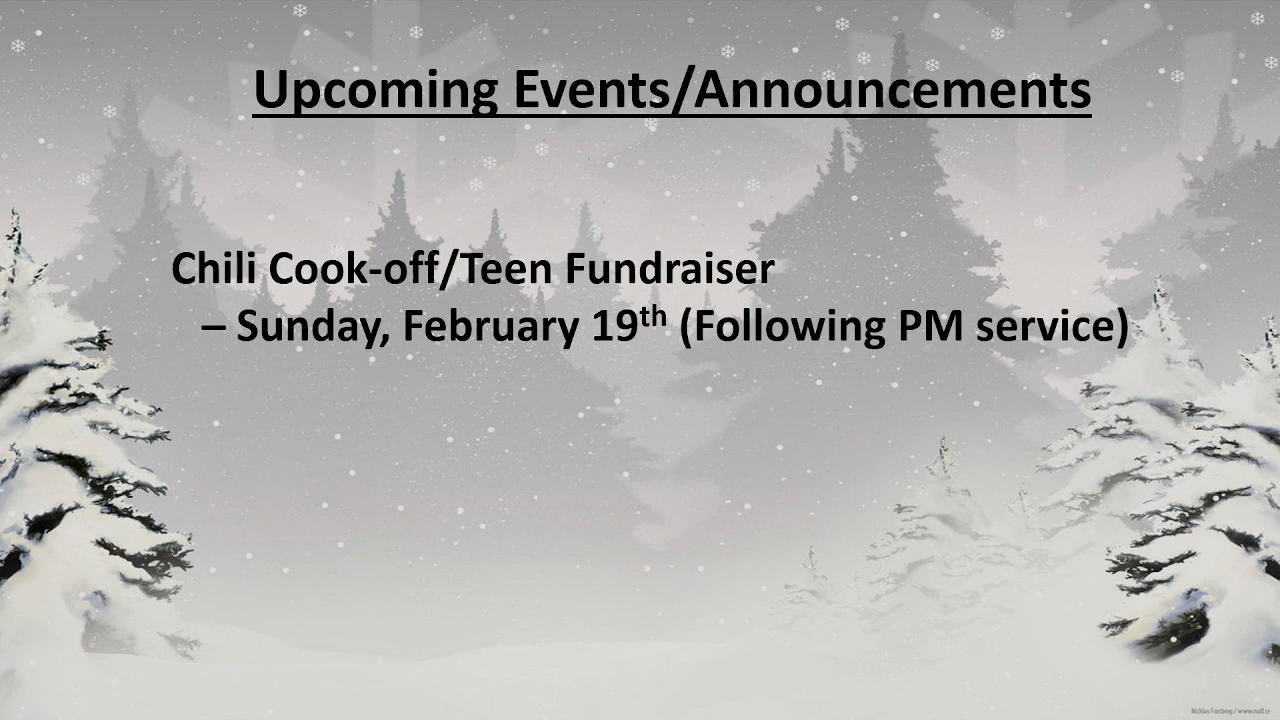 Upcoming Events/Announcements
Chili Cook-off/Teen Fundraiser
– Sunday, February 19th (Following PM service)